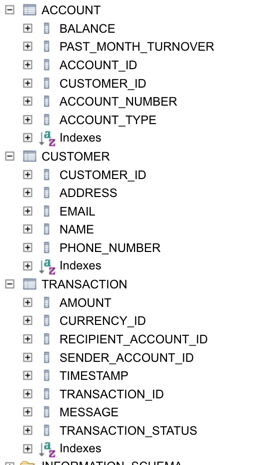 ACCOUNT
BALANCE
PAST_MONTH_TURNOVER
ACCOUNT_ID
CUSTOMER_ID
ACCOUNT_NUMBER
ACCOUNT_TYPE
Indexes
CUSTOMER
CUSTOMER_ID
ADDRESS
EMAIL
NAME
PHONE_NUMBER
Indexes
TRANSACTION
AMOUNT
CURRENCY_ID
RECIPIENT_ACCOUNT_ID
SENDER_ACCOUNT_ID
TIMESTAMP
TRANSACTION_ID
MESSAGE
TRANSACTION_STATUS
Indexes
INFORMATION_SCHEMA